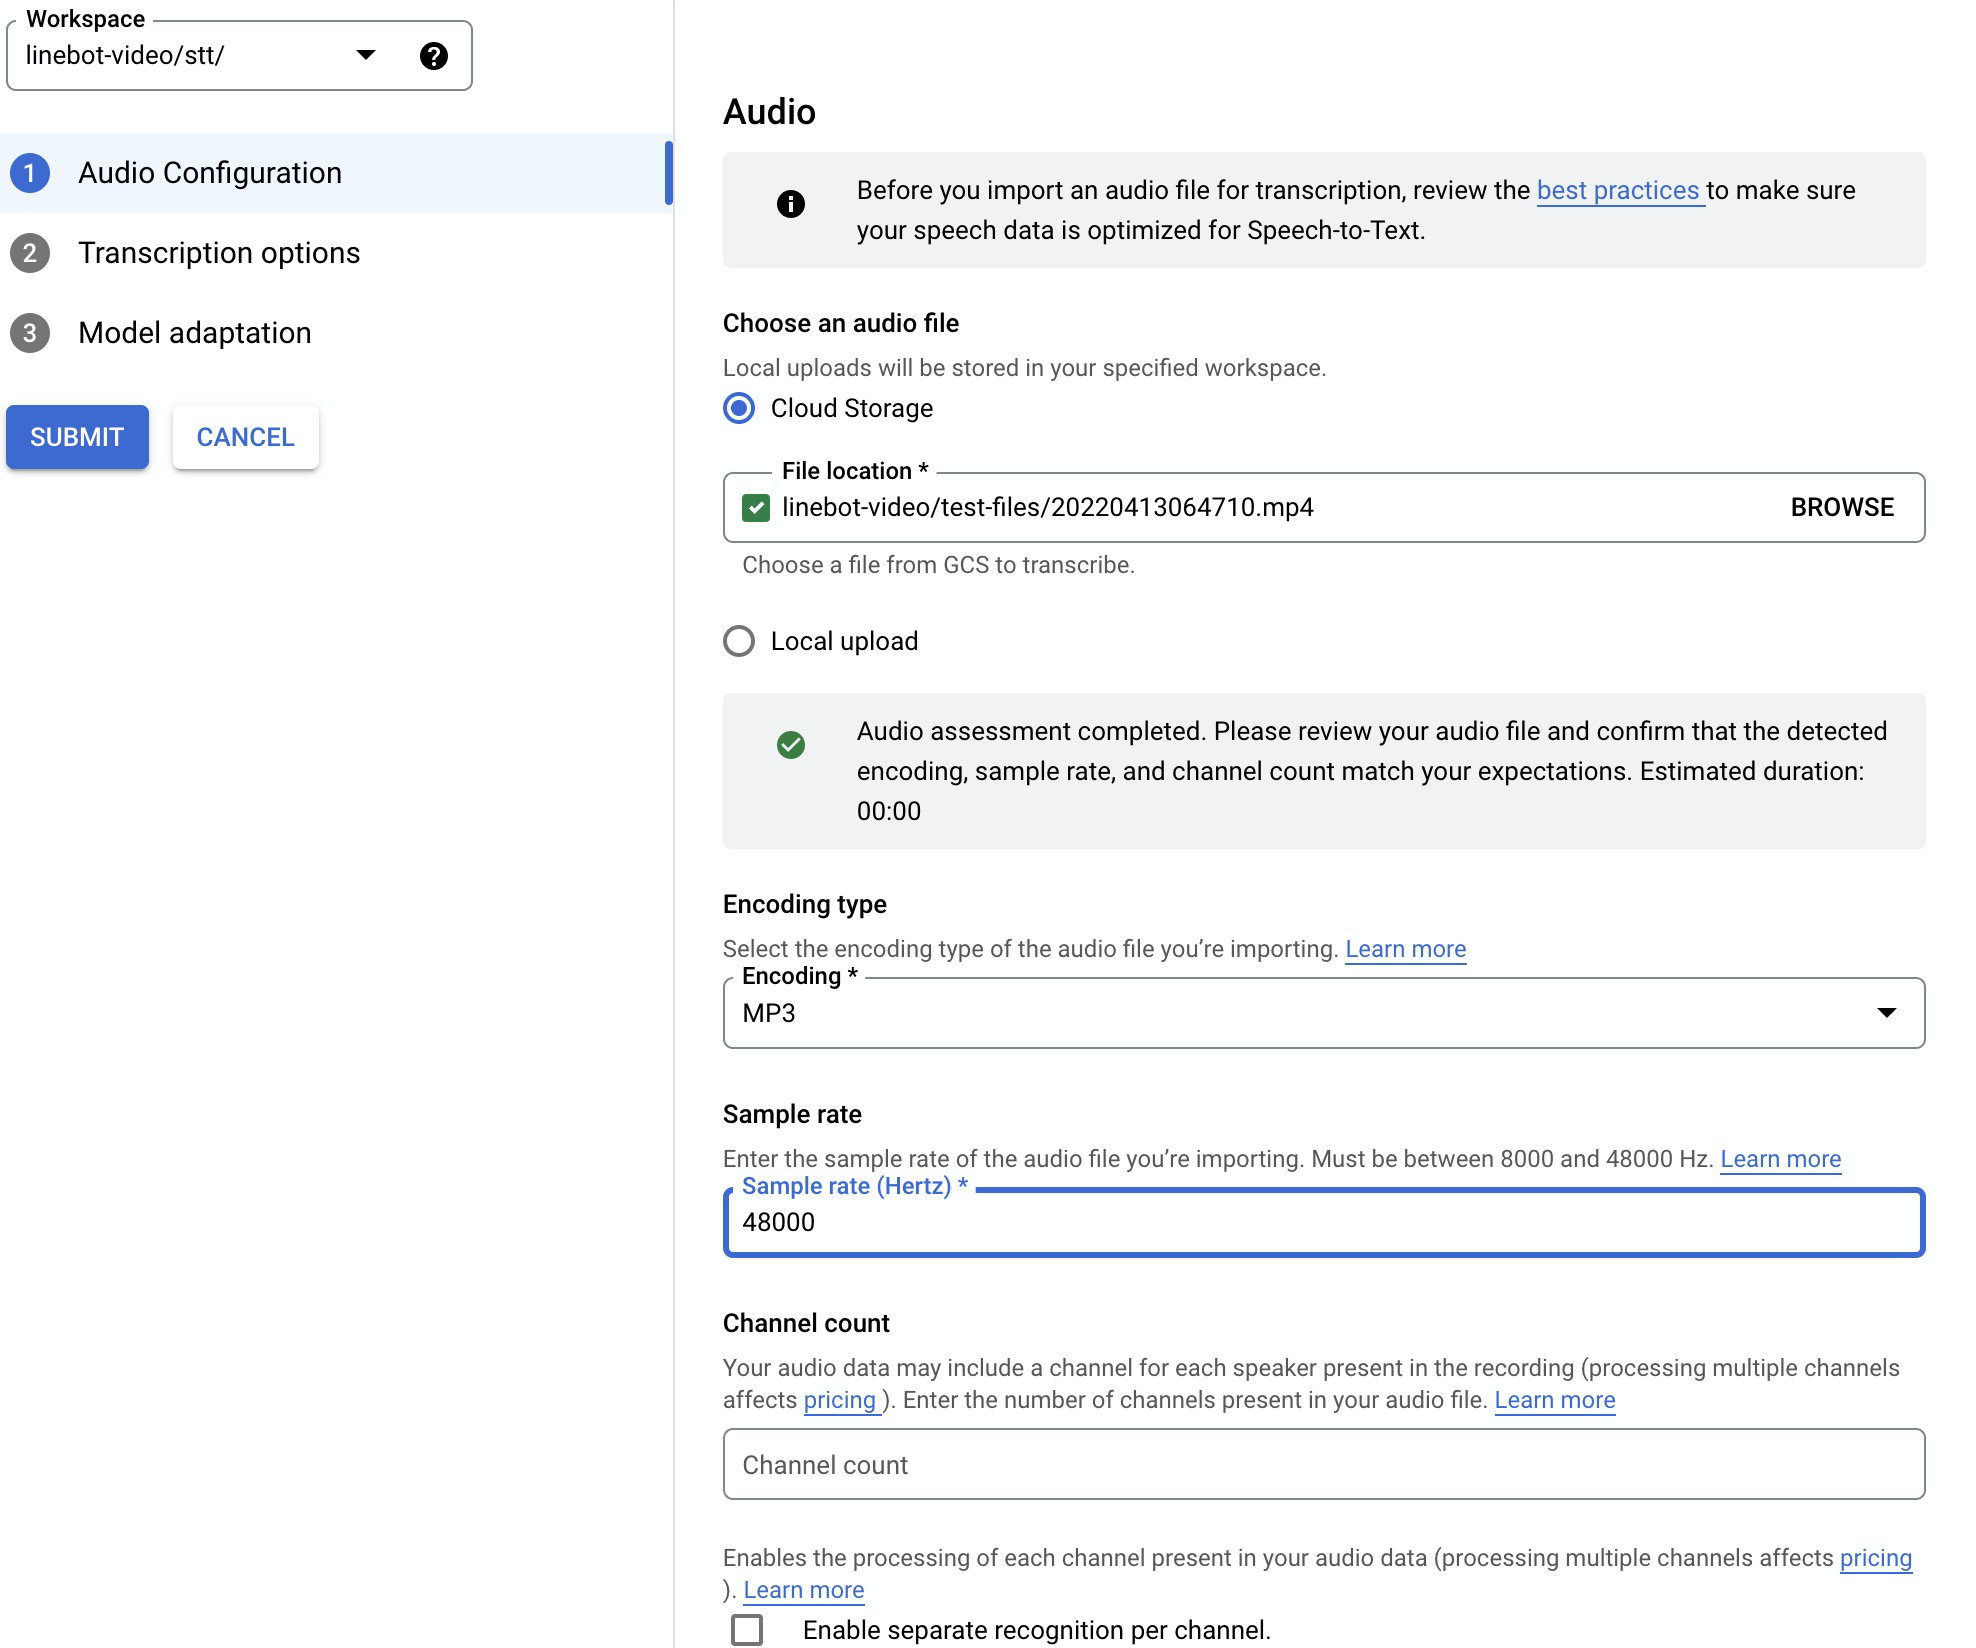 Workspace
linebot-video/stt/
1 Audio Configuration
2 Transcription options
3 Model adaptation
SUBMIT CANCEL
Audio
Before you import an audio file for transcription, review the best practices to make sure
your speech data is optimized for Speech-to-Text.
Choose an audio file
Local uploads will be stored in your specified workspace.
Cloud Storage
File location *
linebot-video/test-files/20220413064710.mp4 BROWSE
Choose a file from GCS to transcribe.
Local upload
Audio assessment completed. Please review your audio file and confirm that the detected
encoding, sample rate, and channel count match your expectations. Estimated duration:
00:00
Encoding type
Select the encoding type of the audio file you’re importing. Learn more
Encoding *
MP3
Sample rate
Enter the sample rate of the audio file you’re importing. Must be between 8000 and 48000 Hz. Learn more
Sample rate (Hertz) *
48000
Channel count
Your audio data may include a channel for each speaker present in the recording (processing multiple channels
affects pricing ). Enter the number of channels present in your audio file. Learn more
Channel count
Enables the processing of each channel present in your audio data (processing multiple channels affects pricing
). Learn more
Enable separate recognition per channel.